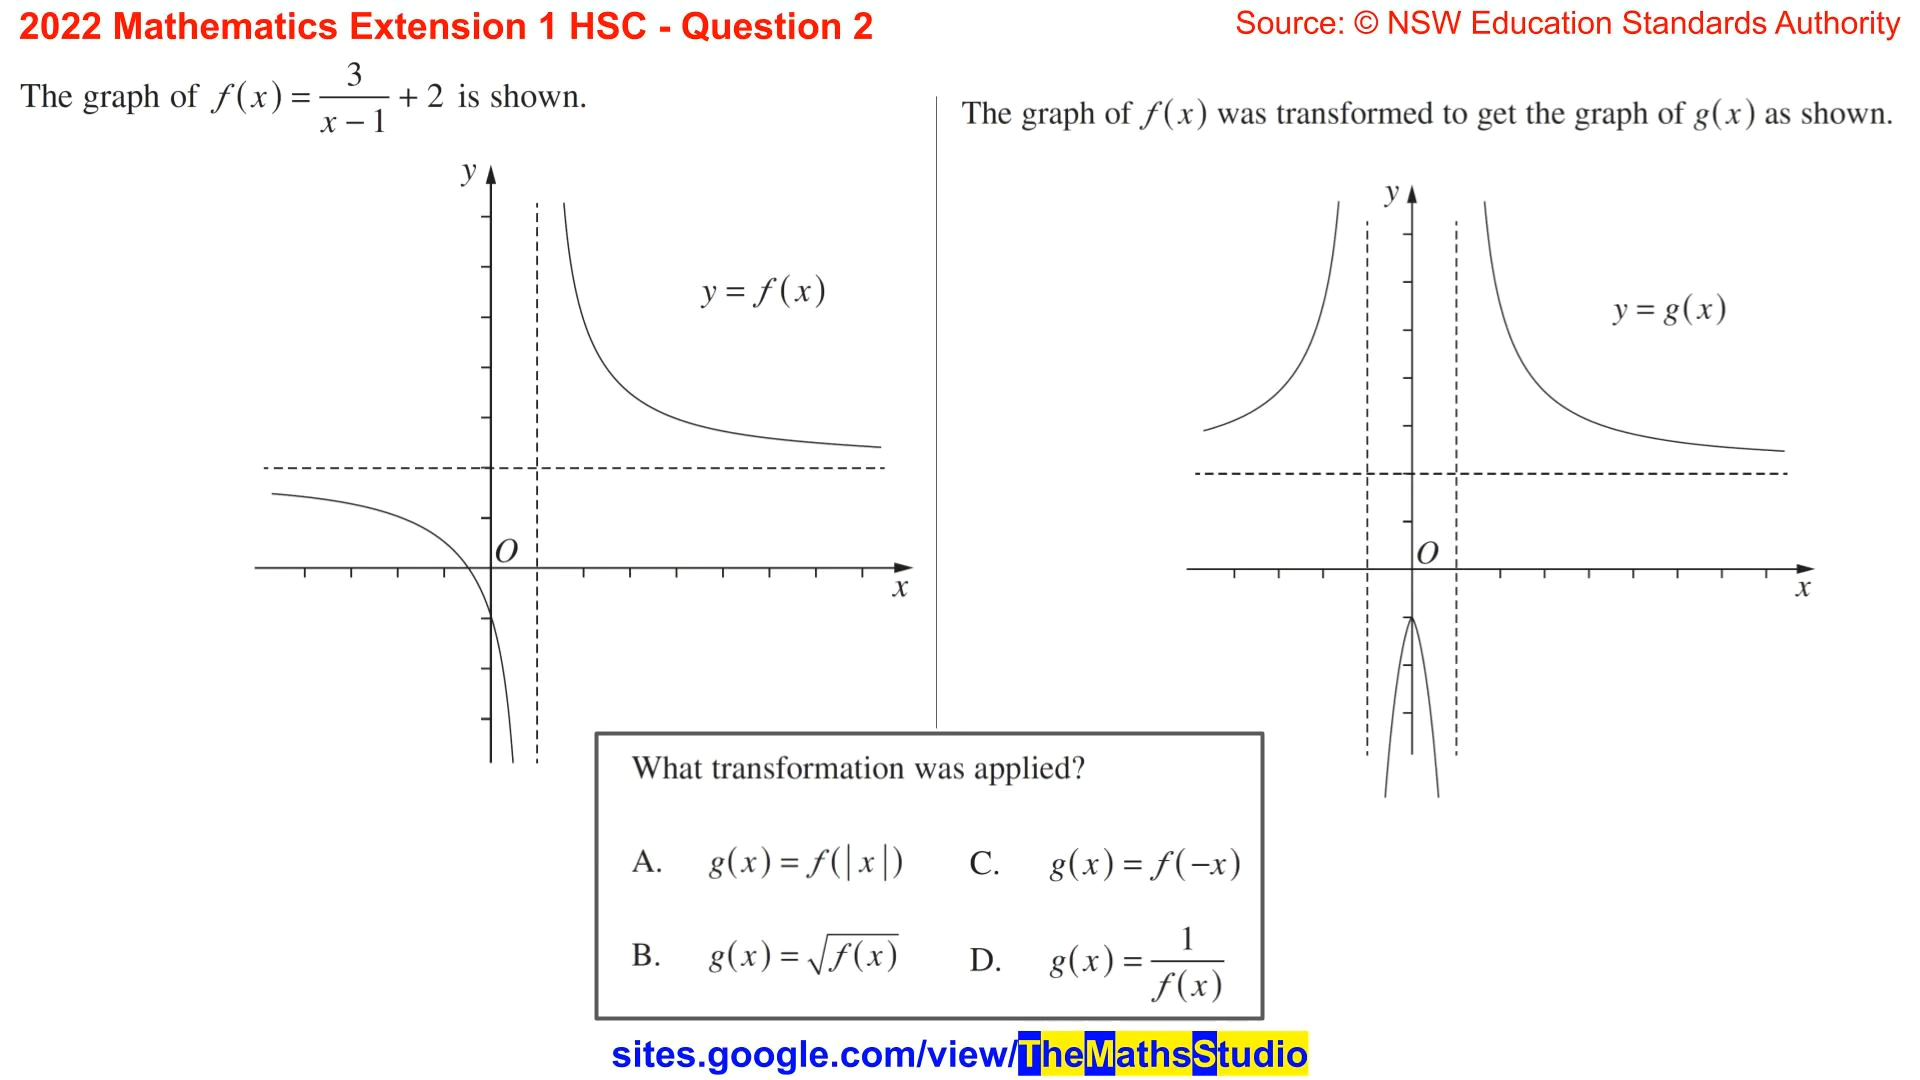 2022 Mathematics Extension 1 HSC - Question 2
Source: © NSW Education Standards Authority
The graph of f(x) = 3/(x − 1) + 2 is shown.
y
y = f(x)
O
x
The graph of f(x) was transformed to get the graph of g(x) as shown.
y
y = g(x)
O
x
What transformation was applied?
A. g(x) = f(|x|)
B. g(x) = √f(x)
C. g(x) = f(−x)
D. g(x) = 1/f(x)
sites.google.com/view/TheMathsStudio